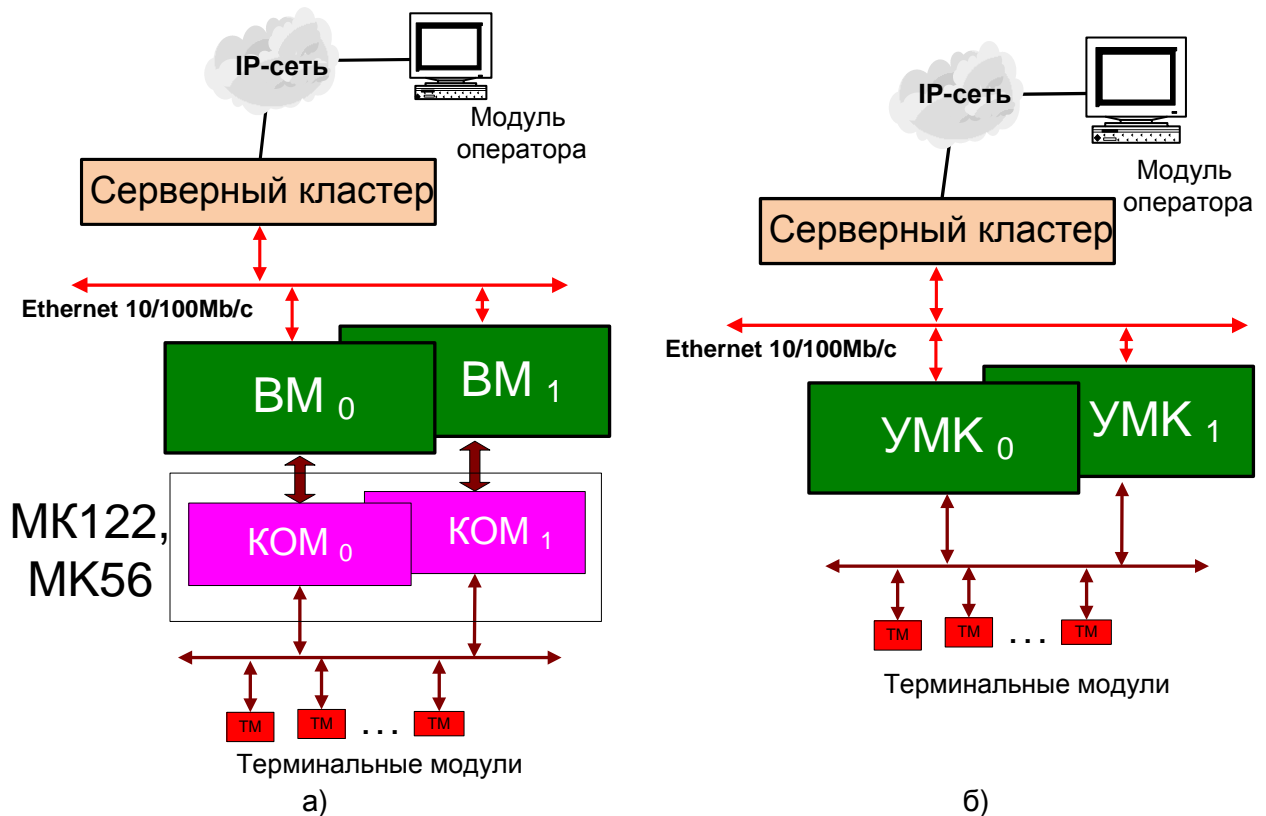 IP-сеть
Модуль
оператора
Серверный кластер
Ethernet 10/100Mb/с
ВМ 0
ВМ 1
МК122,
МК56
КОМ 0
КОМ 1
ТМ
ТМ
. . .
ТМ
Терминальные модули
а)
IP-сеть
Модуль
оператора
Серверный кластер
Ethernet 10/100Mb/с
УМК 0
УМК 1
ТМ
ТМ
. . .
ТМ
Терминальные модули
б)